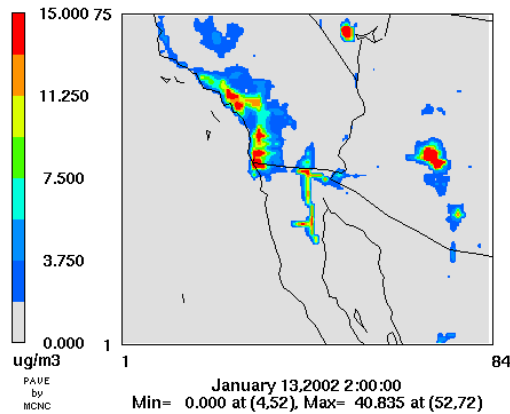 15.000 75
11.250
7.500
3.750
0.000 1
ug/m3 1 84
PAVE
by
MCNC
January 13,2002 2:00:00
Min= 0.000 at (4,52), Max= 40.835 at (52,72)